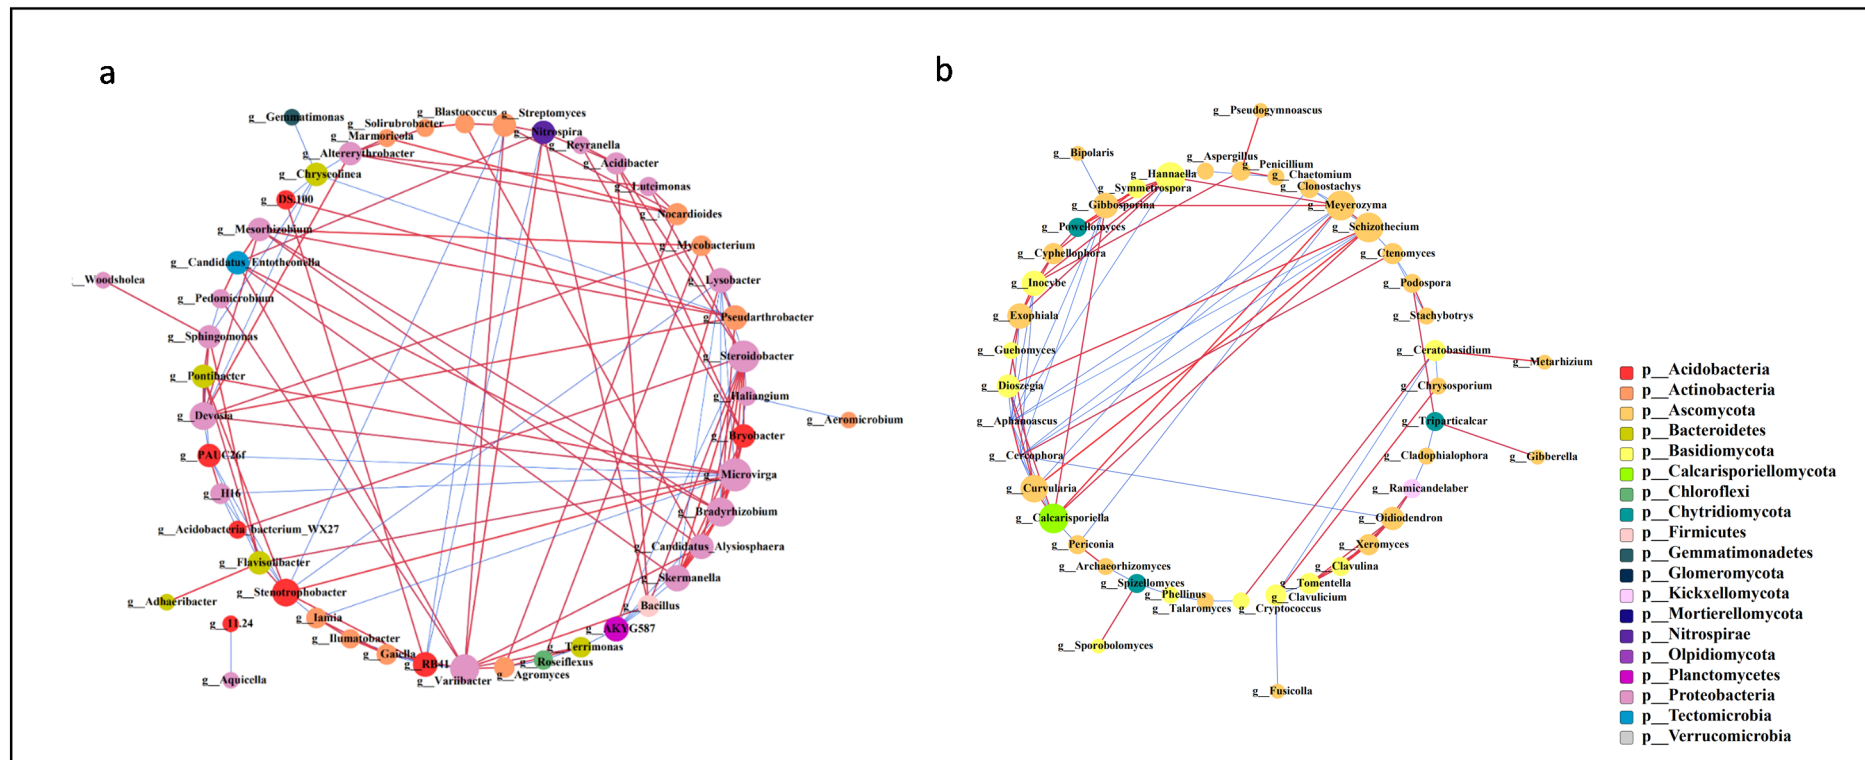 a
b
g__Gemmatimonas
g__Solirubrobacter
g__Blastococcus
g__Streptomyces
g__Marmoricola
g__Nitrospira
g__Reyranella
g__Altererythrobacter
g__Acidibacter
g__Chryseolinea
g__Luteimonas
g__DS.100
g__Nocardioides
g__Mesorhizobium
g__Mycobacterium
g__Candidatus_Entotheonella
g__Woodsholea
g__Lysobacter
g__Pedomicrobium
g__Pseudarthrobacter
g__Sphingomonas
g__Steroidobacter
g__Pontibacter
g__Haliangium
g__Devosia
g__Aeromicrobium
g__Bryobacter
g__PAUC26f
g__Microvirga
g__H16
g__Bradyrhizobium
g__Acidobacteria_bacterium_WX27
g__Candidatus_Alysiosphaera
g__Flavisolibacter
g__Skermanella
g__Stenotrophobacter
g__Adhaeribacter
g__Bacillus
g__Iamia
g__11.24
g__AKYG587
g__Ilumatobacter
g__Terrimonas
g__Gaiella
g__RB41
g__Roseiflexus
g__Variibacter
g__Agromyces
g__Aquicella
g__Pseudogymnoascus
g__Bipolaris
g__Aspergillus
g__Penicillium
g__Hannaella
g__Chaetomium
g__Symmetrospora
g__Clonostachys
g__Gibbosporina
g__Meyerozyma
g__Powellomyces
g__Schizothecium
g__Cyphellophora
g__Ctenomyces
g__Inocybe
g__Podospora
g__Exophiala
g__Stachybotrys
g__Guehomyces
g__Ceratobasidium
g__Metarhizium
g__Dioszegia
g__Chrysosporium
g__Aphanoascus
g__Triparticalcar
g__Cercophora
g__Cladophialophora
g__Gibberella
g__Curvularia
g__Ramicandelaber
g__Calcarisporiella
g__Oidiodendron
g__Periconia
g__Xeromyces
g__Archaeorhizomyces
g__Clavulina
g__Spizellomyces
g__Tomentella
g__Phellinus
g__Clavulicium
g__Talaromyces
g__Cryptococcus
g__Sporobolomyces
g__Fusicolla
p__Acidobacteria
p__Actinobacteria
p__Ascomycota
p__Bacteroidetes
p__Basidiomycota
p__Calcarisporiellomycota
p__Chloroflexi
p__Chytridiomycota
p__Firmicutes
p__Gemmatimonadetes
p__Glomeromycota
p__Kickxellomycota
p__Mortierellomycota
p__Nitrospirae
p__Olpidiomycota
p__Planctomycetes
p__Proteobacteria
p__Tectomicrobia
p__Verrucomicrobia